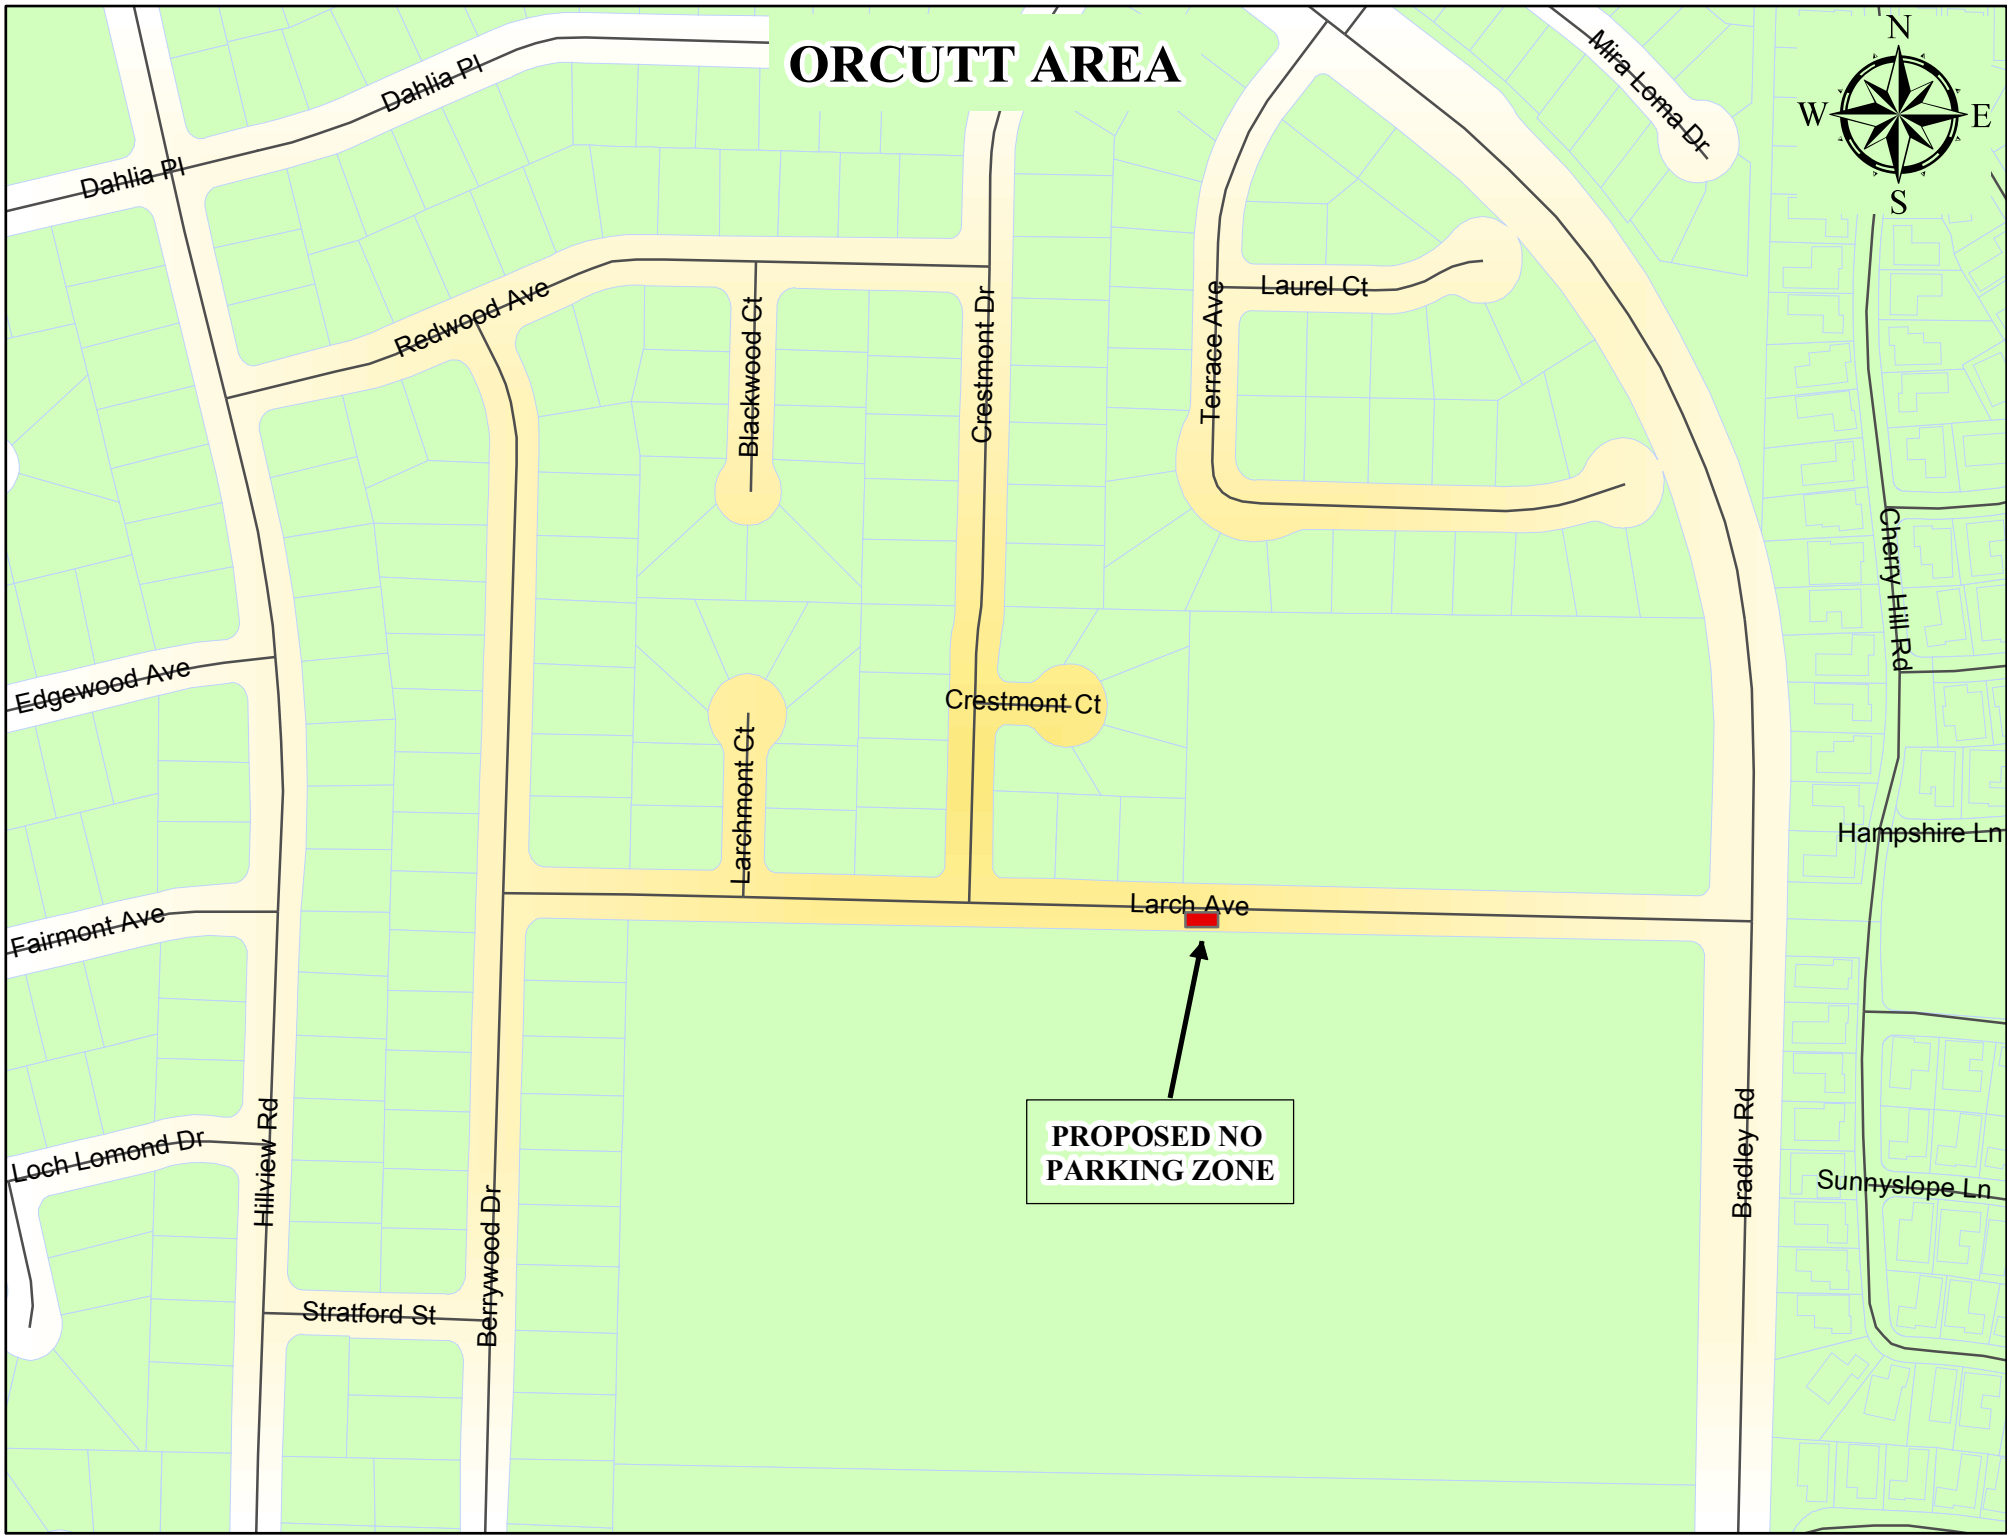 ORCUTT AREA
N
W
E
S
Mira Loma Dr
Dahlia Pl
Dahlia Pl
Redwood Ave
Blackwood Ct
Crestmont Dr
Terrace Ave
Laurel Ct
Cherry Hill Rd
Edgewood Ave
Larchmont Ct
Crestmont Ct
Hampshire Ln
Larch Ave
Fairmont Ave
PROPOSED NO
PARKING ZONE
Loch Lomond Dr
Hillview Rd
Berrywood Dr
Bradley Rd
Sunnyslope Ln
Stratford St